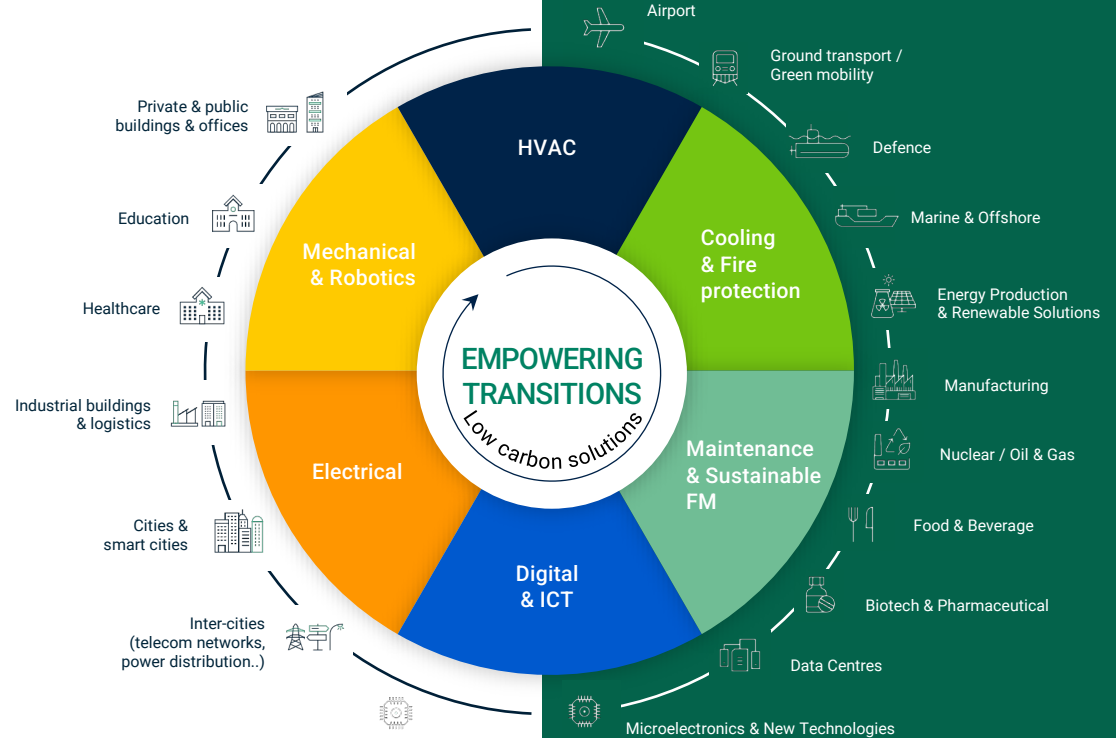 Airport
Ground transport /
Green mobility
Private & public
buildings & offices
HVAC
Defence
Education
Marine & Offshore
Mechanical
& Robotics
Cooling
& Fire
protection
Healthcare
Energy Production
& Renewable Solutions
EMPOWERING
TRANSITIONS
Low carbon solutions
Manufacturing
Industrial buildings
& logistics
Electrical
Maintenance
& Sustainable
FM
Nuclear / Oil & Gas
Cities &
smart cities
Food & Beverage
Digital
& ICT
Biotech & Pharmaceutical
Inter-cities
(telecom networks,
power distribution..)
Data Centres
Microelectronics & New Technologies